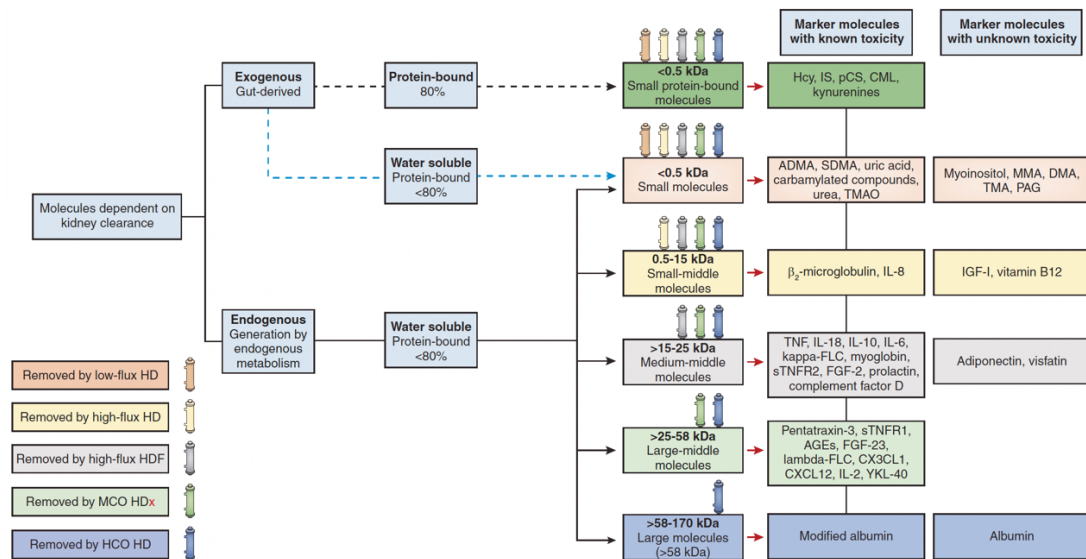 Marker molecules
with known toxicity
Marker molecules
with unknown toxicity
Exogenous
Gut-derived
Protein-bound
80%
<0.5 kDa
Small protein-bound
molecules
Hcy, IS, pCS, CML,
kynurenines
Water soluble
Protein-bound
<80%
<0.5 kDa
Small molecules
ADMA, SDMA, uric acid,
carbamylated compounds,
urea, TMAO
Myoinositol, MMA, DMA,
TMA, PAG
Molecules dependent on
kidney clearance
0.5-15 kDa
Small-middle
molecules
β2-microglobulin, IL-8
IGF-I, vitamin B12
Endogenous
Generation by
endogenous
metabolism
Water soluble
Protein-bound
<80%
>15-25 kDa
Medium-middle
molecules
TNF, IL-18, IL-10, IL-6,
kappa-FLC, myoglobin,
sTNFR2, FGF-2, prolactin,
complement factor D
Adiponectin, visfatin
>25-58 kDa
Large-middle
molecules
Pentatraxin-3, sTNFR1,
AGEs, FGF-23,
lambda-FLC, CX3CL1,
CXCL12, IL-2, YKL-40
>58-170 kDa
Large molecules
(>58 kDa)
Modified albumin
Albumin
Removed by low-flux HD
Removed by high-flux HD
Removed by high-flux HDF
Removed by MCO HDx
Removed by HCO HD